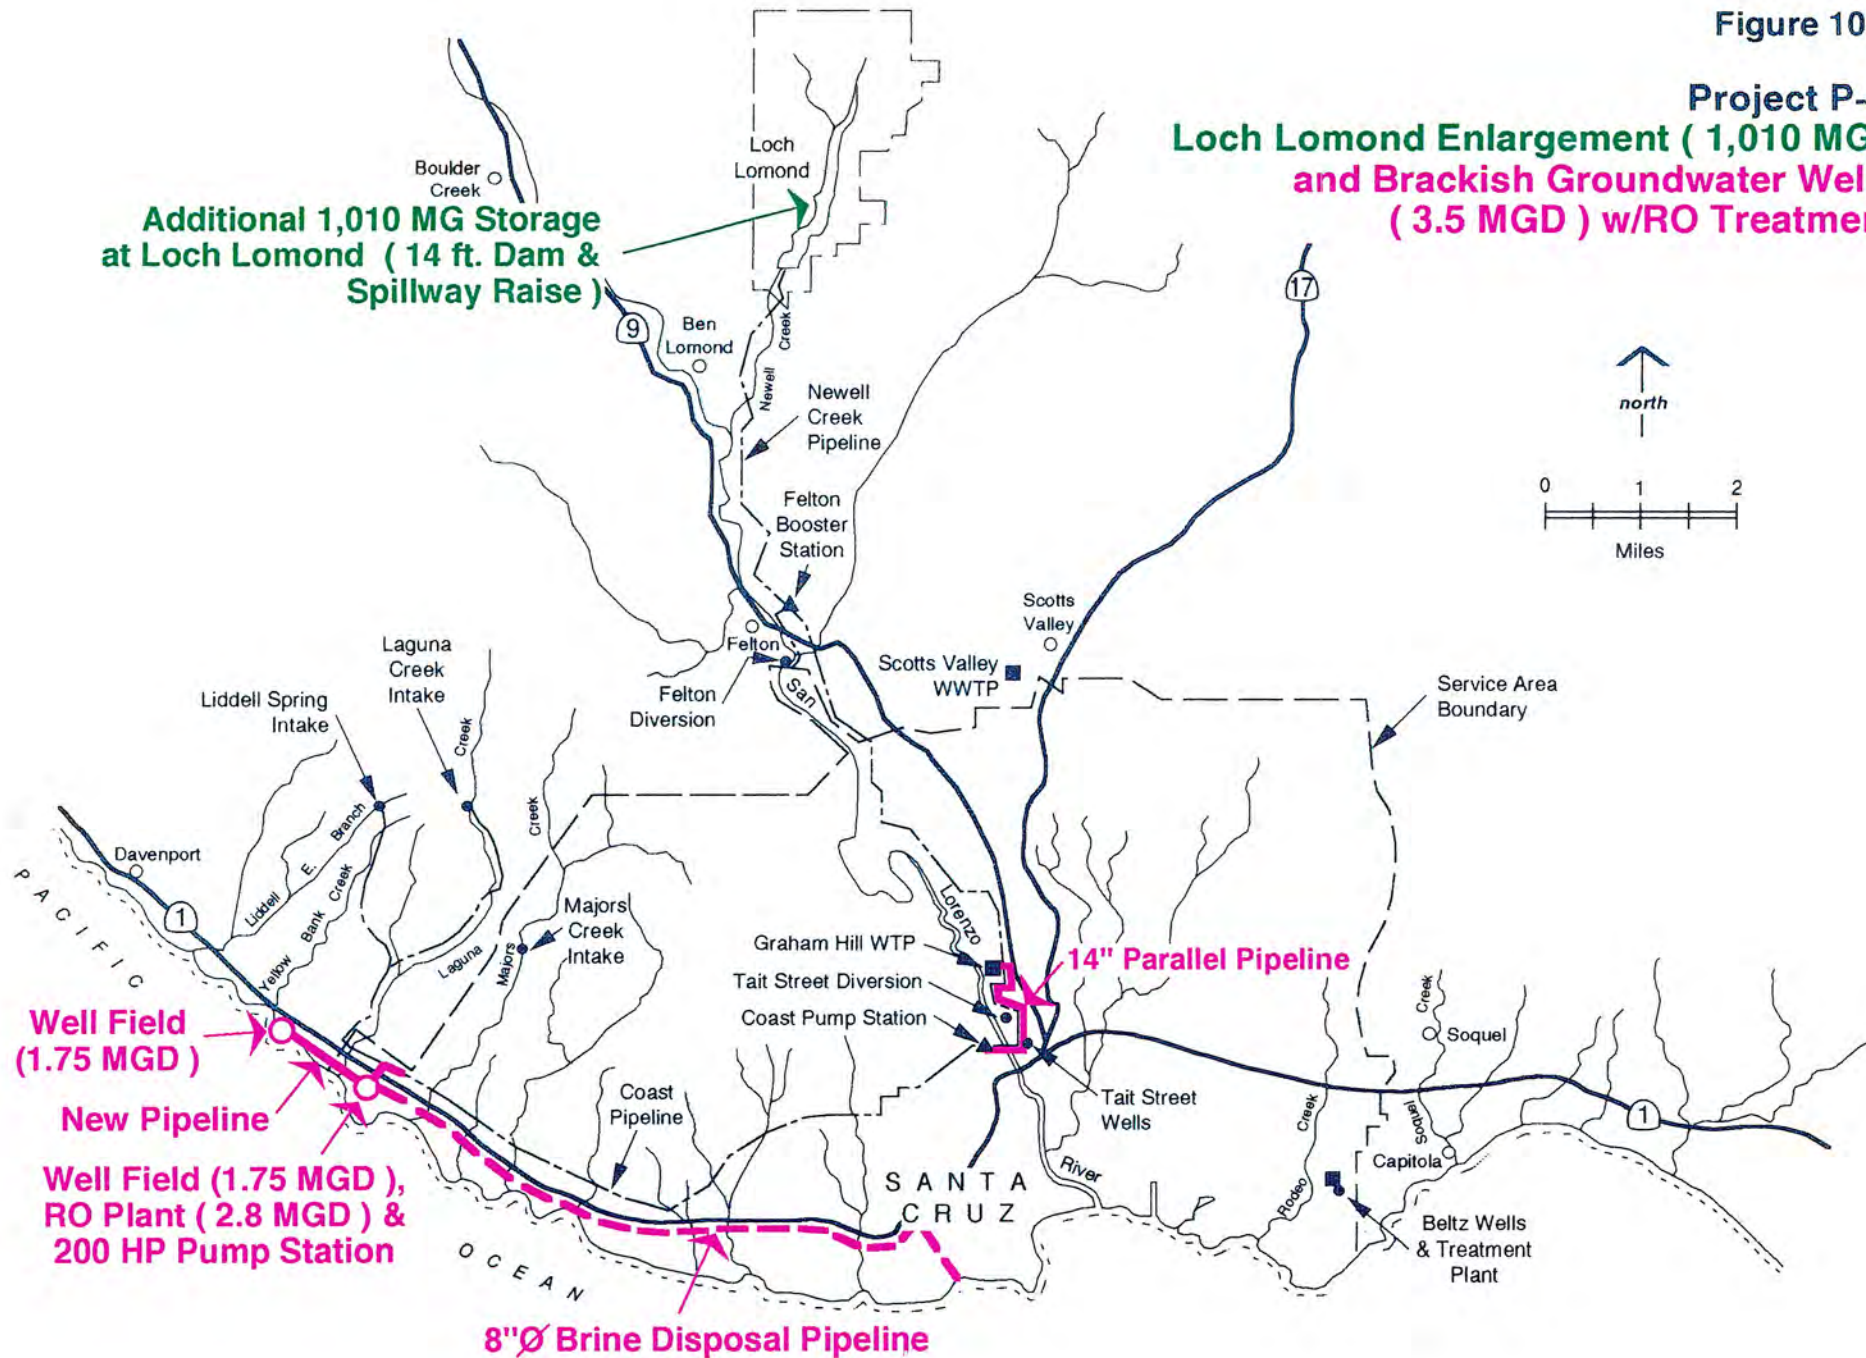 Figure 10
Project P-
Loch Lomond Enlargement ( 1,010 MG
and Brackish Groundwater Wel
( 3.5 MGD ) w/RO Treatme
Additional 1,010 MG Storage
at Loch Lomond ( 14 ft. Dam &
Spillway Raise )
Boulder
Creek
Loch
Lomond
17
9
Ben
Lomond
Creek
Newell
Newell
Creek
Pipeline
north
0 1 2
Miles
Felton
Booster
Station
Scotts
Valley
Felton
Scotts Valley
WWTP
Felton
Diversion
San
Lorenzo
River
Service Area
Boundary
Laguna
Creek
Intake
Liddell Spring
Intake
Creek
Laguna
Creek
Majors
Liddell E. Branch
Yellow Bank Creek
Davenport
1
PACIFIC
OCEAN
Majors
Creek
Intake
Graham Hill WTP
Tait Street Diversion
Coast Pump Station
14" Parallel Pipeline
Tait Street
Wells
Well Field
(1.75 MGD )
New Pipeline
Well Field (1.75 MGD ),
RO Plant ( 2.8 MGD ) &
200 HP Pump Station
Coast
Pipeline
SANTA
CRUZ
Creek
Rodeo
Creek
Soquel
Soquel
Capitola
1
Beltz Wells
& Treatment
Plant
8"Ø Brine Disposal Pipeline